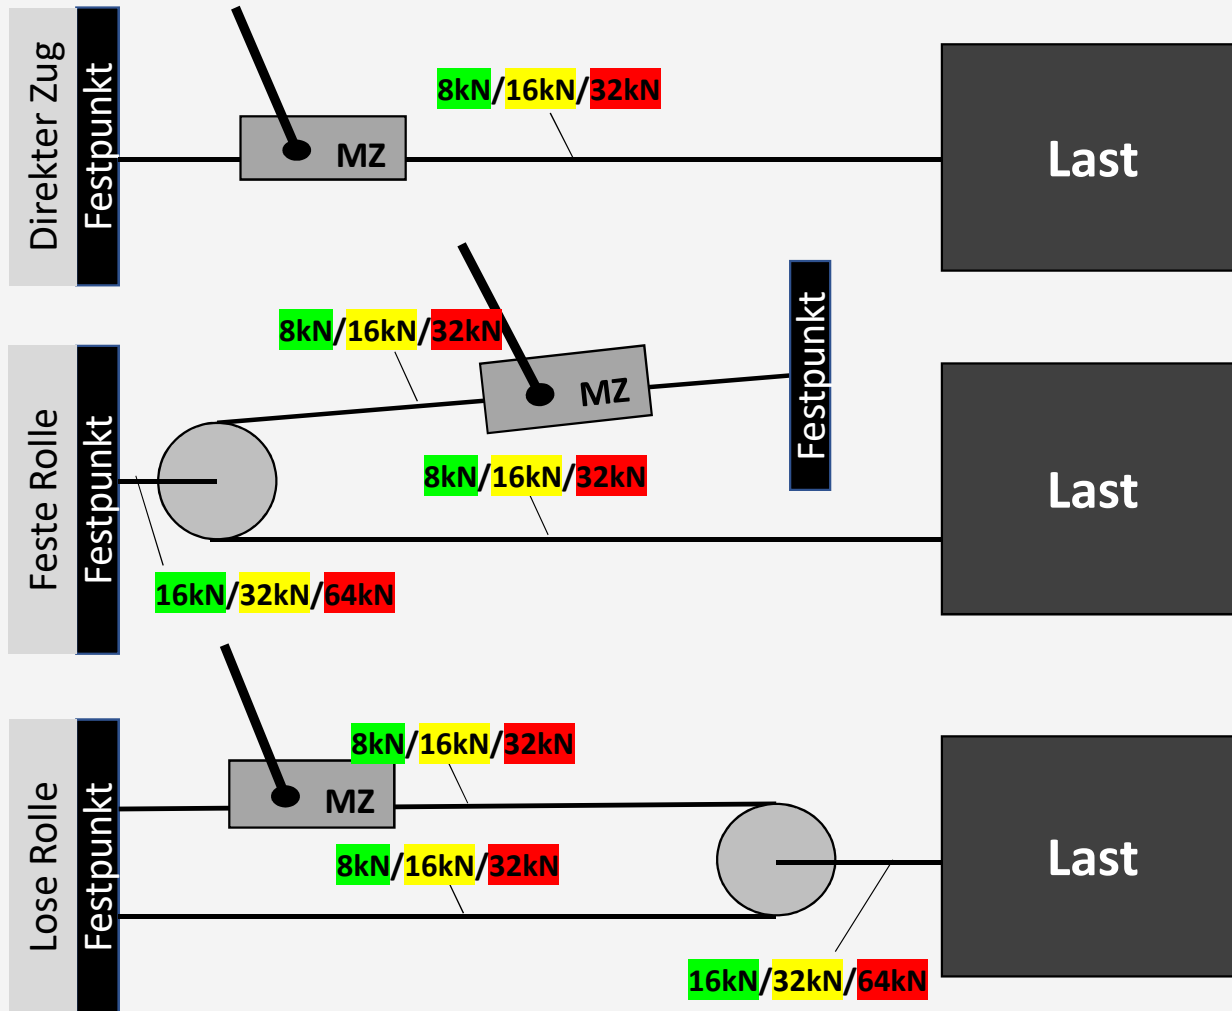 Direkter Zug
Festpunkt
8kN/16kN/32kN
MZ
Last
Feste Rolle
Festpunkt
8kN/16kN/32kN
MZ
Festpunkt
8kN/16kN/32kN
16kN/32kN/64kN
Last
Lose Rolle
Festpunkt
8kN/16kN/32kN
MZ
8kN/16kN/32kN
16kN/32kN/64kN
Last